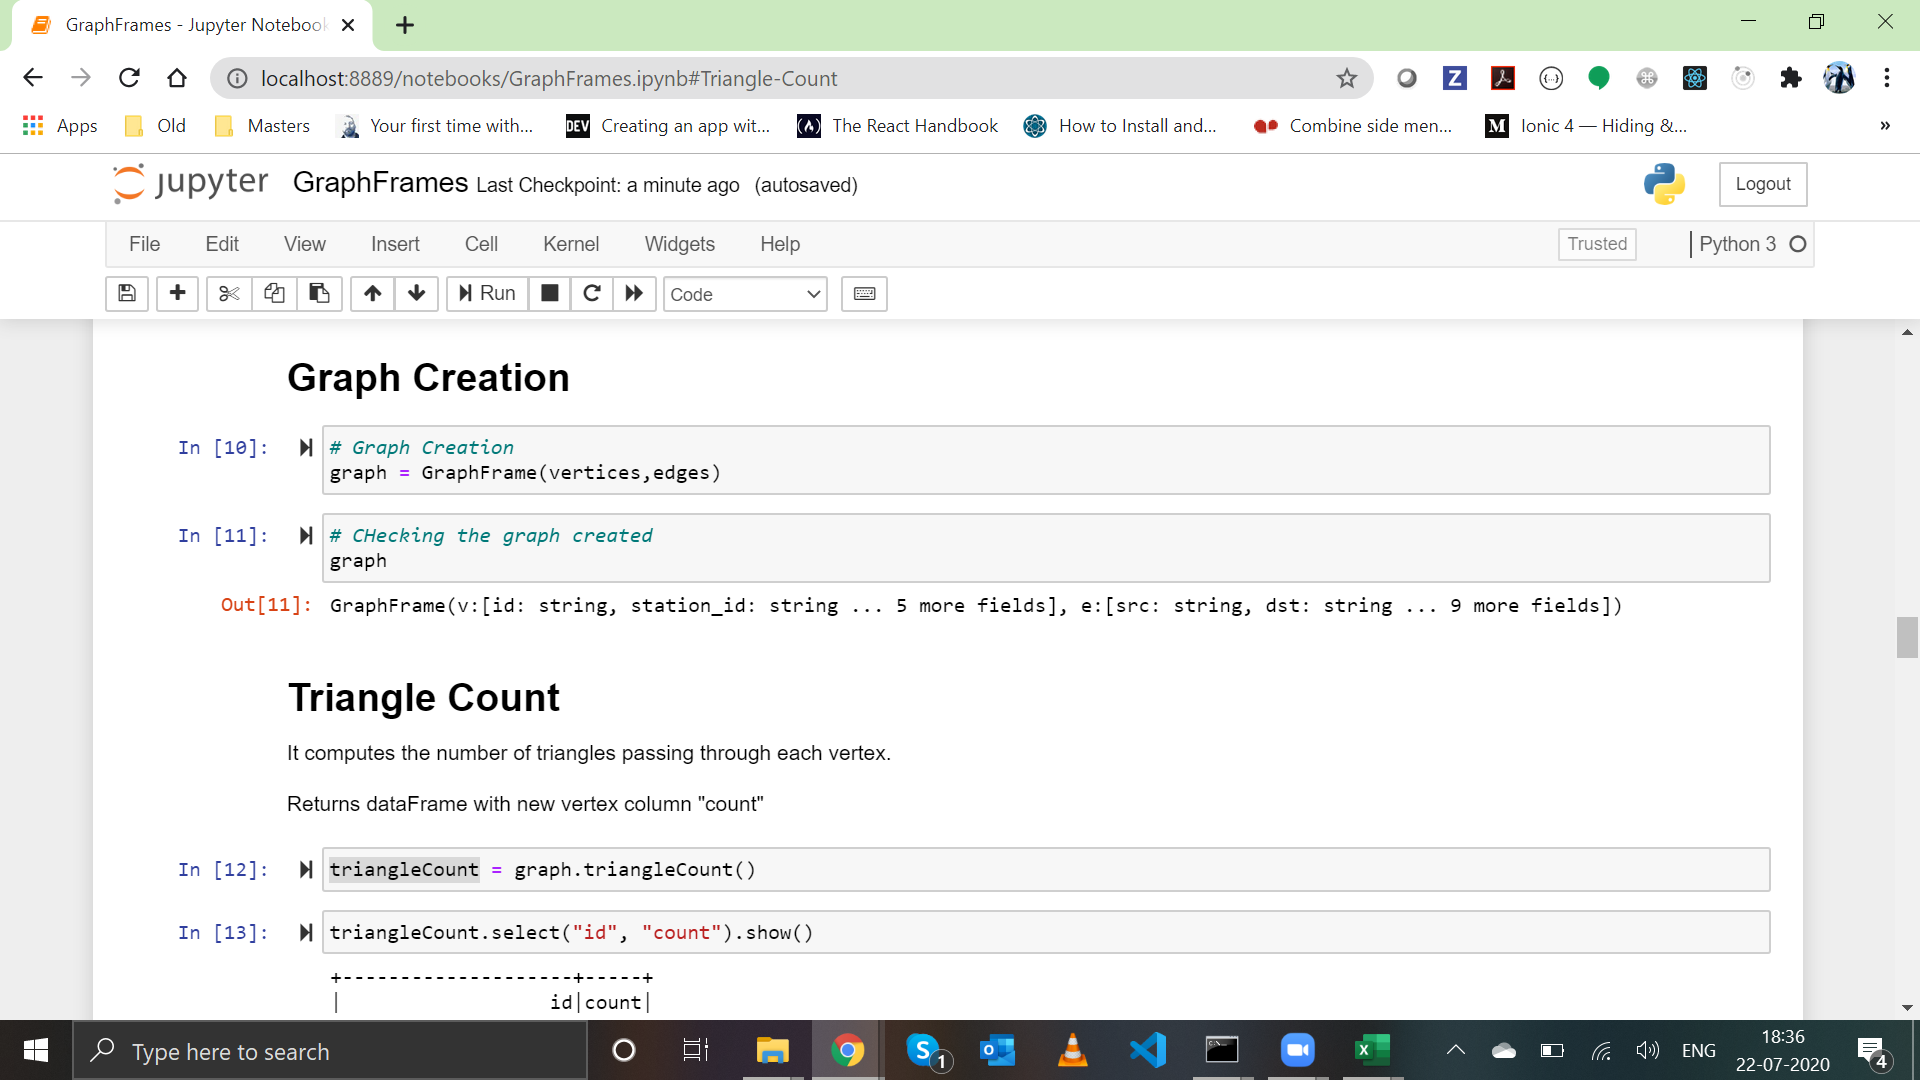 GraphFrames - Jupyter Notebook
localhost:8889/notebooks/GraphFrames.ipynb#Triangle-Count
Apps Old Masters Your first time with... DEV Creating an app wit... The React Handbook How to Install and... Combine side men... M Ionic 4 — Hiding &... »
jupyter GraphFrames Last Checkpoint: a minute ago (autosaved) Logout
File Edit View Insert Cell Kernel Widgets Help Trusted Python 3
Run Code
Graph Creation
In [10]: # Graph Creation
graph = GraphFrame(vertices,edges)
In [11]: # CHecking the graph created
graph
Out[11]: GraphFrame(v:[id: string, station_id: string ... 5 more fields], e:[src: string, dst: string ... 9 more fields])
Triangle Count
It computes the number of triangles passing through each vertex.
Returns dataFrame with new vertex column "count"
In [12]: triangleCount = graph.triangleCount()
In [13]: triangleCount.select("id", "count").show()
+--------------------+-----+
|                  id|count|
Type here to search 1 ENG 18:36
22-07-2020 4